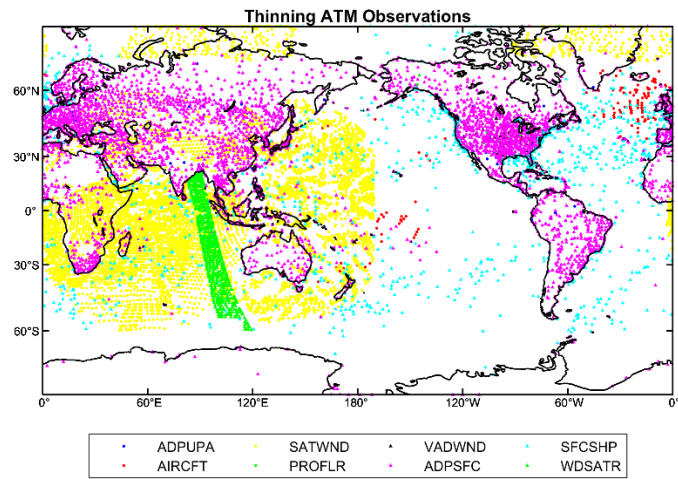 Thinning ATM Observations
60°N
30°N
0°
30°S
60°S
0° 60°E 120°E 180° 120°W 60°W 0°
ADPUPA SATWND VADWND SFCSHP
AIRCFT PROFLR ADPSFC WDSATR